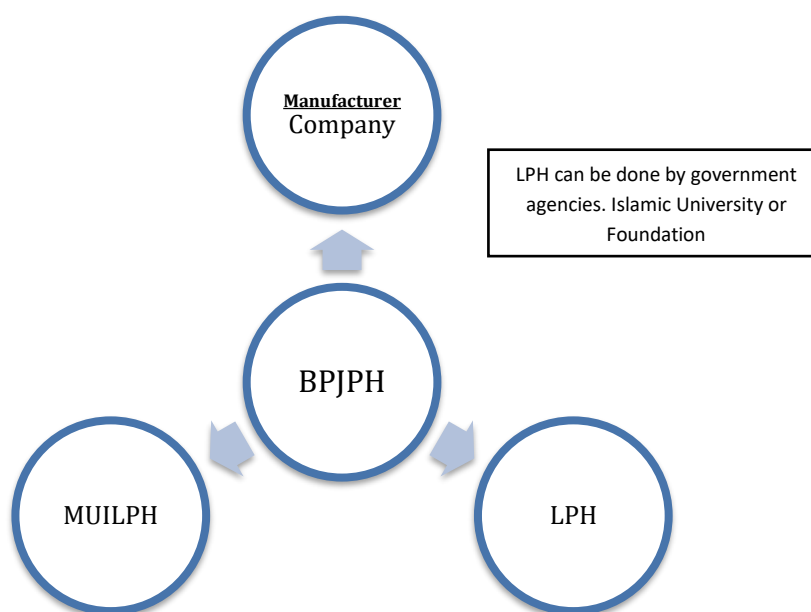 Manufacturer
Company
LPH can be done by government
agencies. Islamic University or
Foundation
BPJPH
MUILPH
LPH